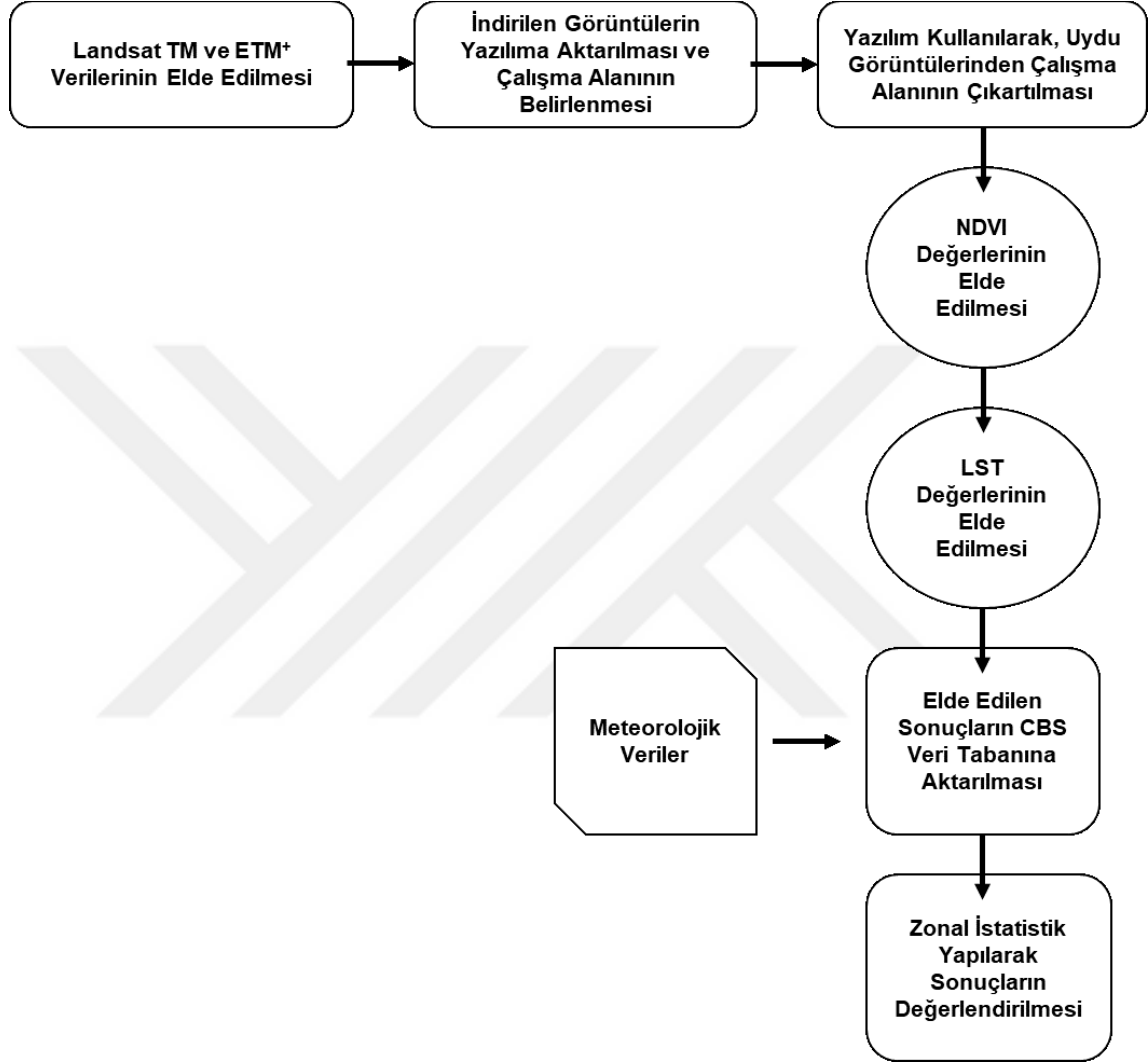 Landsat TM ve ETM⁺
Verilerinin Elde Edilmesi
İndirilen Görüntülerin
Yazılıma Aktarılması ve
Çalışma Alanının
Belirlenmesi
Yazılım Kullanılarak, Uydu
Görüntülerinden Çalışma
Alanının Çıkartılması
NDVI
Değerlerinin
Elde
Edilmesi
LST
Değerlerinin
Elde
Edilmesi
Meteorolojik
Veriler
Elde Edilen
Sonuçların CBS
Veri Tabanına
Aktarılması
Zonal İstatistik
Yapılarak
Sonuçların
Değerlendirilmesi